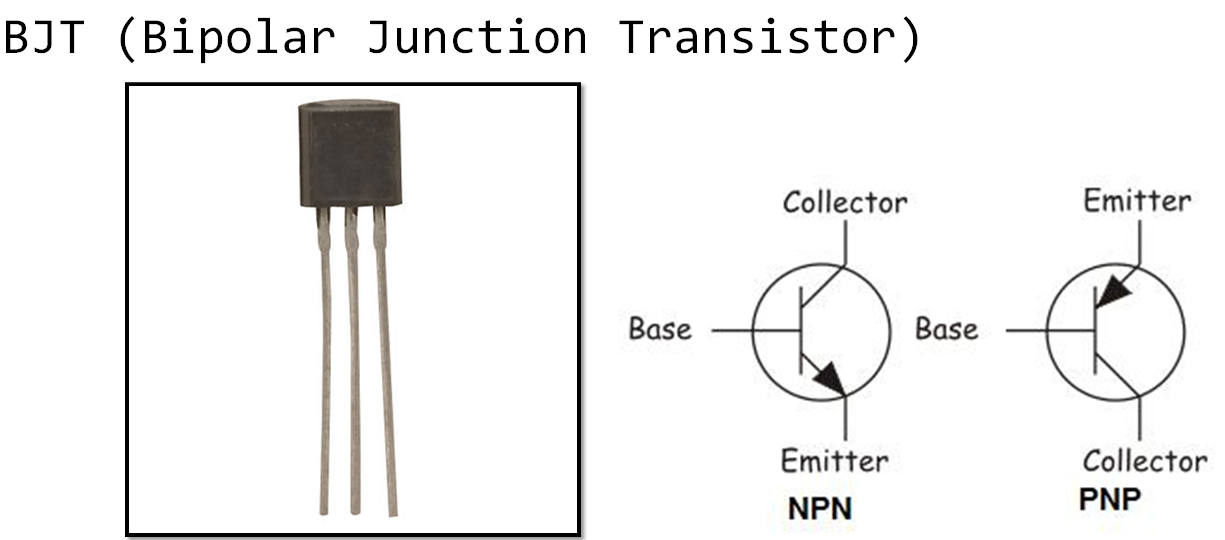 BJT (Bipolar Junction Transistor)
Collector
Base
Emitter
NPN
Emitter
Base
Collector
PNP